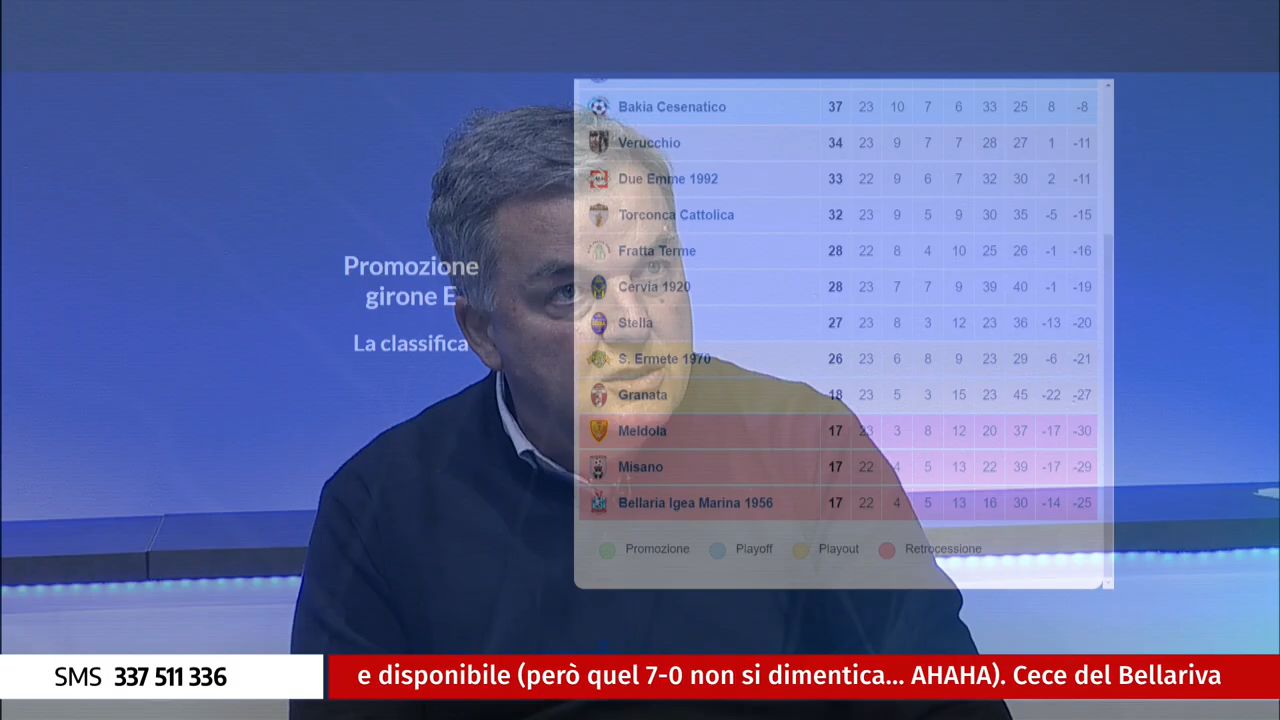 Promozione
girone E
La classifica
Bakia Cesenatico 37 23 10 7 6 33 25 8 -8
Verucchio 34 23 9 7 7 28 27 1 -11
Due Emme 1992 33 22 9 6 7 32 30 2 -11
Torconca Cattolica 32 23 9 5 9 30 35 -5 -15
Fratta Terme 28 22 8 4 10 25 26 -1 -16
Cervia 1920 28 23 7 7 9 39 40 -1 -19
Stella 27 23 8 3 12 23 36 -13 -20
S. Ermete 1970 26 23 6 8 9 23 29 -6 -21
Granata 18 23 5 3 15 23 45 -22 -27
Meldola 17 23 3 8 12 20 37 -17 -30
Misano 17 22 4 5 13 22 39 -17 -29
Bellaria Igea Marina 1956 17 22 4 5 13 16 30 -14 -25
Promozione Playoff Playout Retrocessione
SMS 337 511 336
e disponibile (però quel 7-0 non si dimentica... AHAHA). Cece del Bellariva